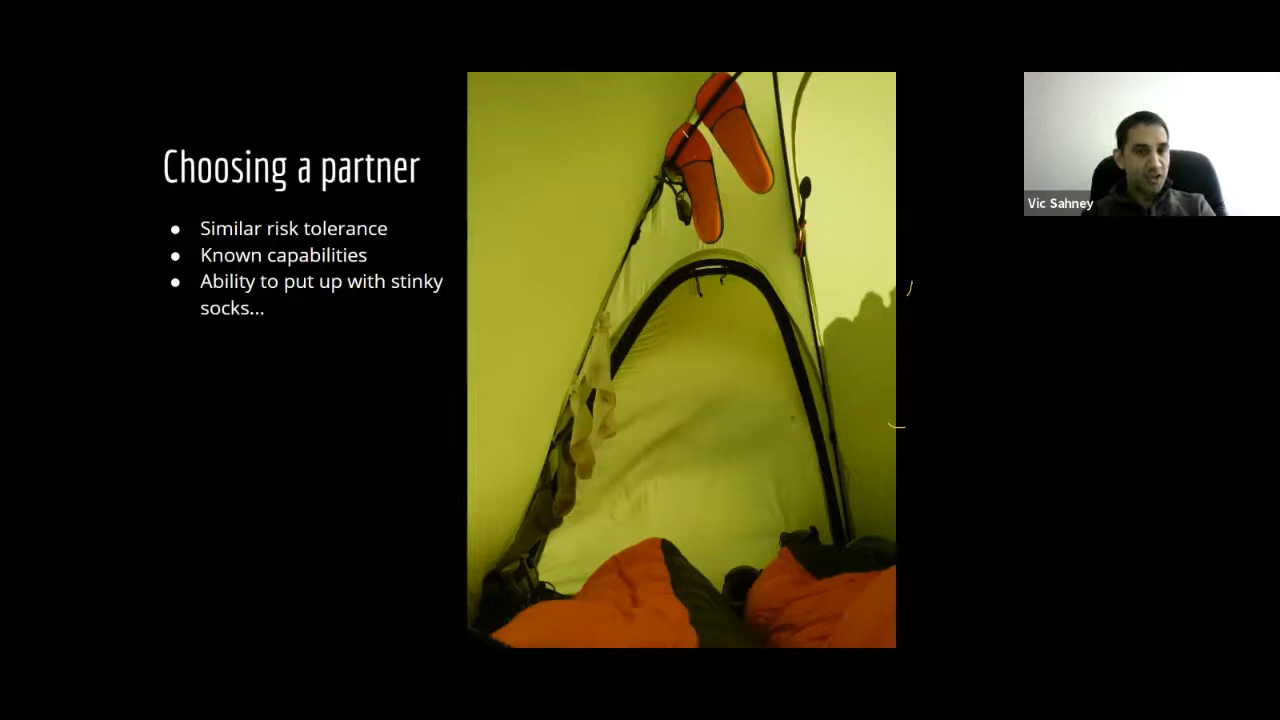 Choosing a partner
● Similar risk tolerance
● Known capabilities
● Ability to put up with stinky
socks...
Vic Sahney